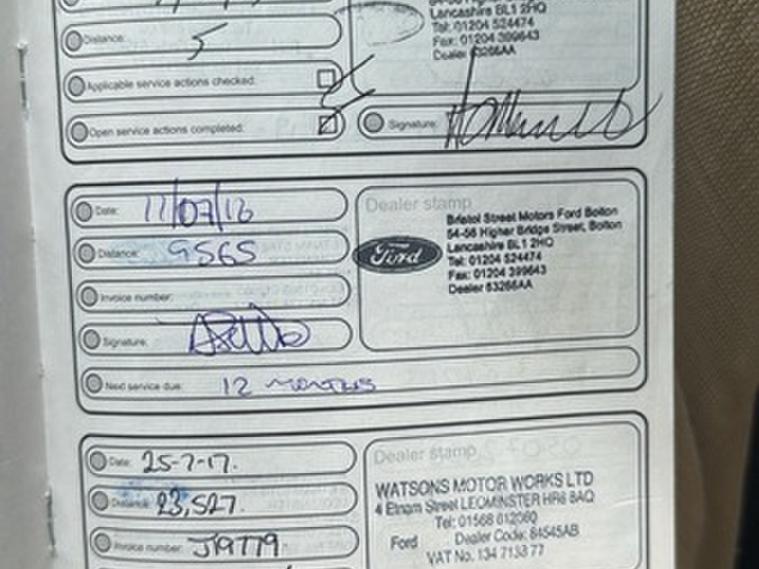 Lancashire BL1 2HQ
Tel: 01204 524474
Fax: 01204 399643
Dealer 63266AA
Distance: 5
Applicable service actions checked:
Open service actions completed:
Signature:
Date: 11/07/16
Distance: 9565
Invoice number:
Signature:
Next service due: 12 MONTHS
Dealer stamp
Ford
Bristol Street Motors Ford Bolton
54-56 Higher Bridge Street, Bolton
Lancashire BL1 2HQ
Tel: 01204 524474
Fax: 01204 399643
Dealer 63266AA
Date: 25-7-17.
Distance: 23,527.
Invoice number: J19779.
Dealer stamp
WATSONS MOTOR WORKS LTD
4 Etnam Street LEOMINSTER HR6 8AQ
Tel: 01568 612060
Ford Dealer Code: 84545AB
VAT No. 134 7133 77